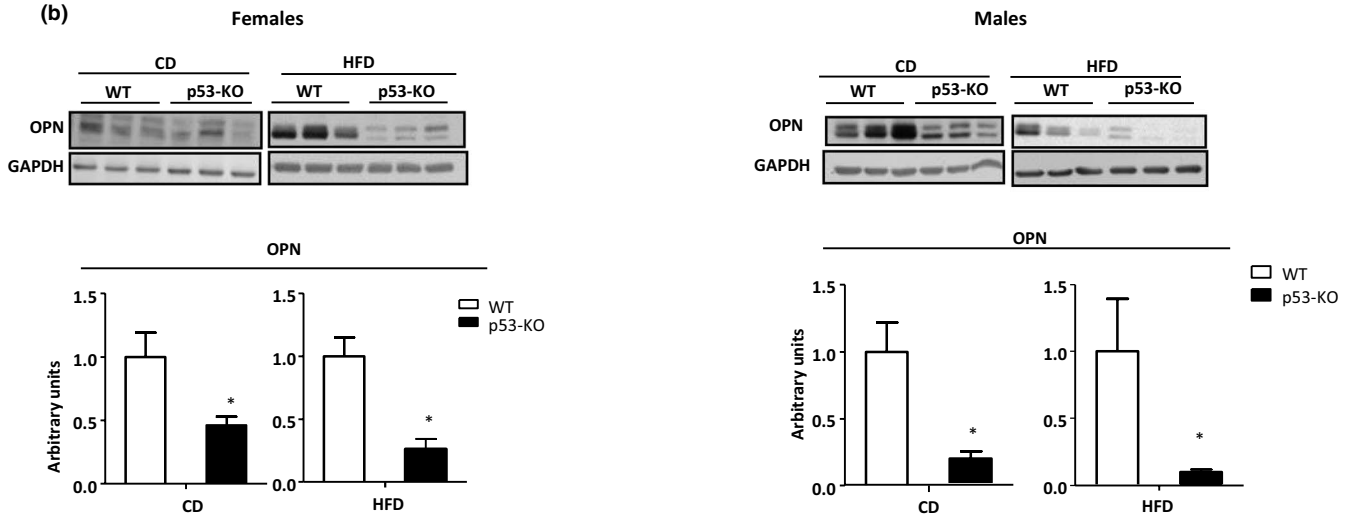 (b)
Females
CD
HFD
WT
p53-KO
WT
p53-KO
OPN
GAPDH
OPN
WT
p53-KO
Arbitrary units
1.5
1.0
0.5
0.0
CD
1.5
1.0
0.5
0.0
HFD
Males
CD
HFD
WT
p53-KO
WT
p53-KO
OPN
GAPDH
OPN
WT
p53-KO
Arbitrary units
1.5
1.0
0.5
0.0
*
CD
1.5
1.0
0.5
0.0
*
HFD
*
*